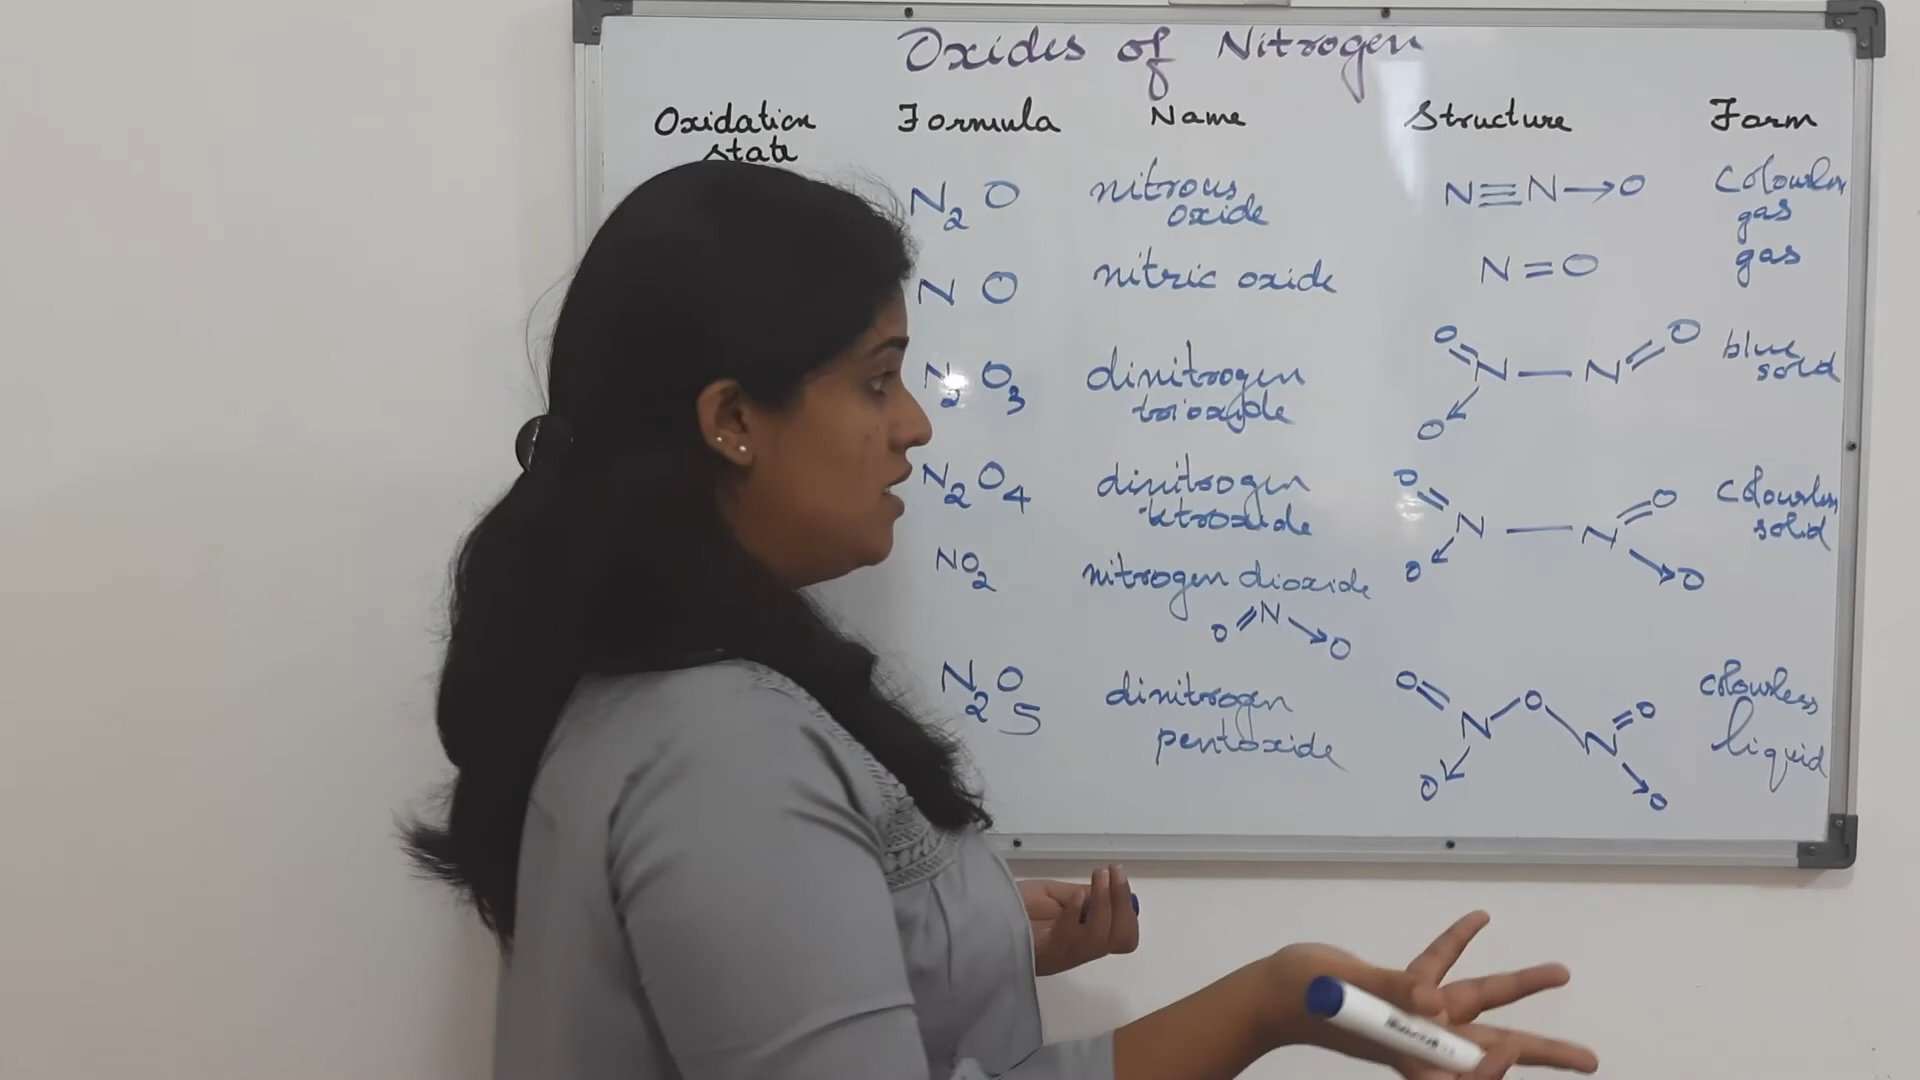 Oxides of Nitrogen
Oxidation state Formula Name Structure Form
N2O nitrous oxide N≡N→O Colourless gas
NO nitric oxide N=O gas
N2O3 dinitrogen trioxide O=N—N=O O blue solid
N2O4 dinitrogen tetroxide O=N—N=O O O Colourless solid
NO2 nitrogen dioxide
O=N→O
N2O5 dinitrogen pentoxide O=N–O–N=O O O colourless liquid